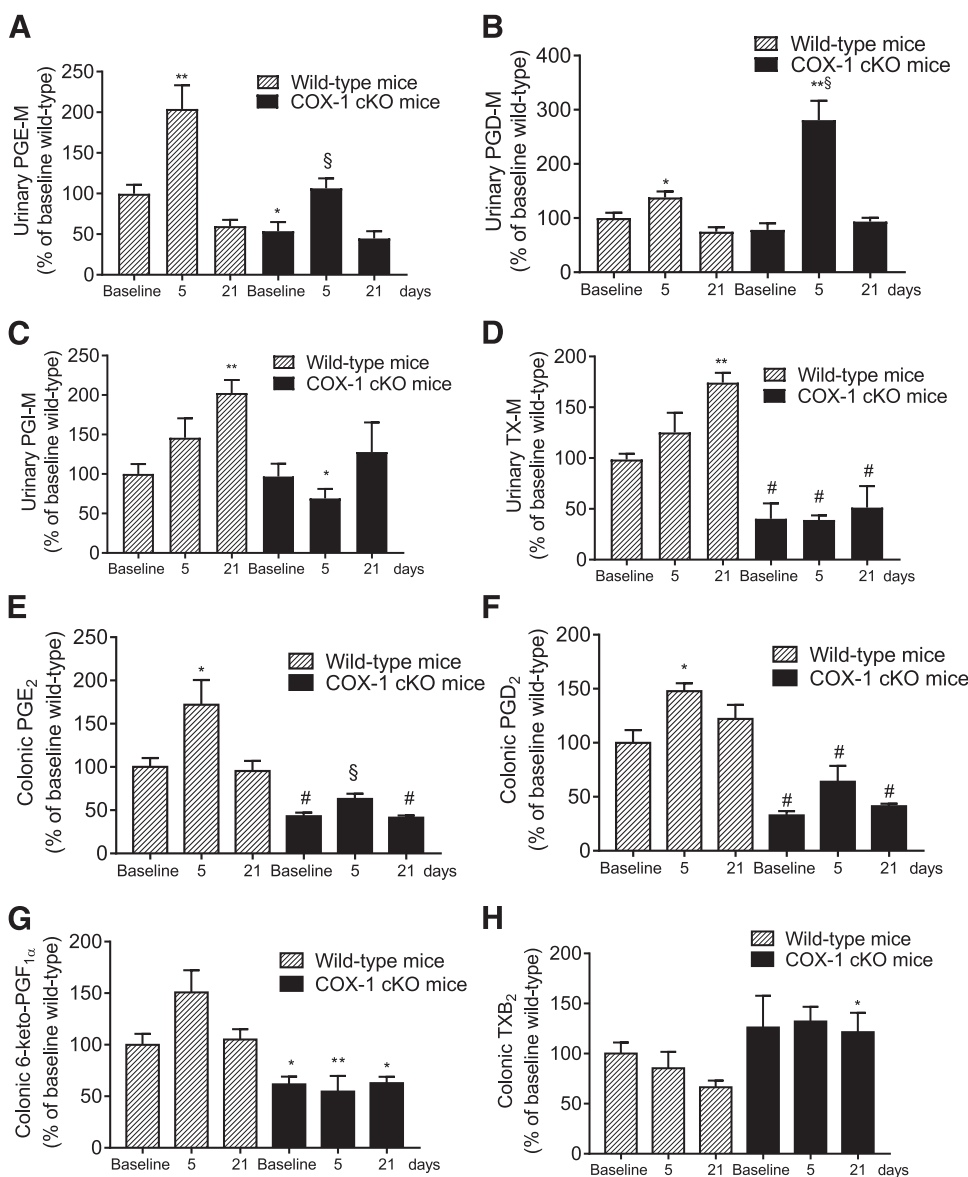 A
Urinary PGE-M
(% of baseline wild-type)
250
200
150
100
50
0
**
*
§
Wild-type mice
COX-1 cKO mice
Baseline 5 21 Baseline 5 21 days
B
Urinary PGD-M
(% of baseline wild-type)
400
300
200
100
0
*
**§
Wild-type mice
COX-1 cKO mice
Baseline 5 21 Baseline 5 21 days
C
Urinary PGI-M
(% of baseline wild-type)
250
200
150
100
50
0
**
*
Wild-type mice
COX-1 cKO mice
Baseline 5 21 Baseline 5 21 days
D
Urinary TX-M
(% of baseline wild-type)
200
150
100
50
0
**
# # #
Wild-type mice
COX-1 cKO mice
Baseline 5 21 Baseline 5 21 days
E
Colonic PGE2
(% of baseline wild-type)
250
200
150
100
50
0
*
# § #
Wild-type mice
COX-1 cKO mice
Baseline 5 21 Baseline 5 21 days
F
Colonic PGD2
(% of baseline wild-type)
200
150
100
50
0
*
# # #
Wild-type mice
COX-1 cKO mice
Baseline 5 21 Baseline 5 21 days
G
Colonic 6-keto-PGF1α
(% of baseline wild-type)
200
150
100
50
0
* ** *
Wild-type mice
COX-1 cKO mice
Baseline 5 21 Baseline 5 21 days
H
Colonic TXB2
(% of baseline wild-type)
200
150
100
50
0
*
Wild-type mice
COX-1 cKO mice
Baseline 5 21 Baseline 5 21 days